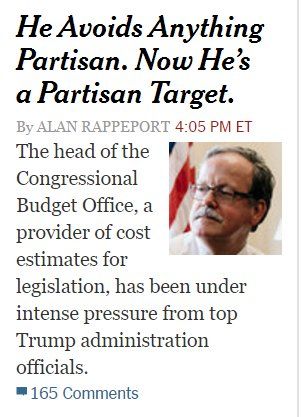 He Avoids Anything
Partisan. Now He's
a Partisan Target.
By ALAN RAPPEPORT 4:05 PM ET
The head of the
Congressional
Budget Office, a
provider of cost
estimates for
legislation, has been under
intense pressure from top
Trump administration
officials.
165 Comments